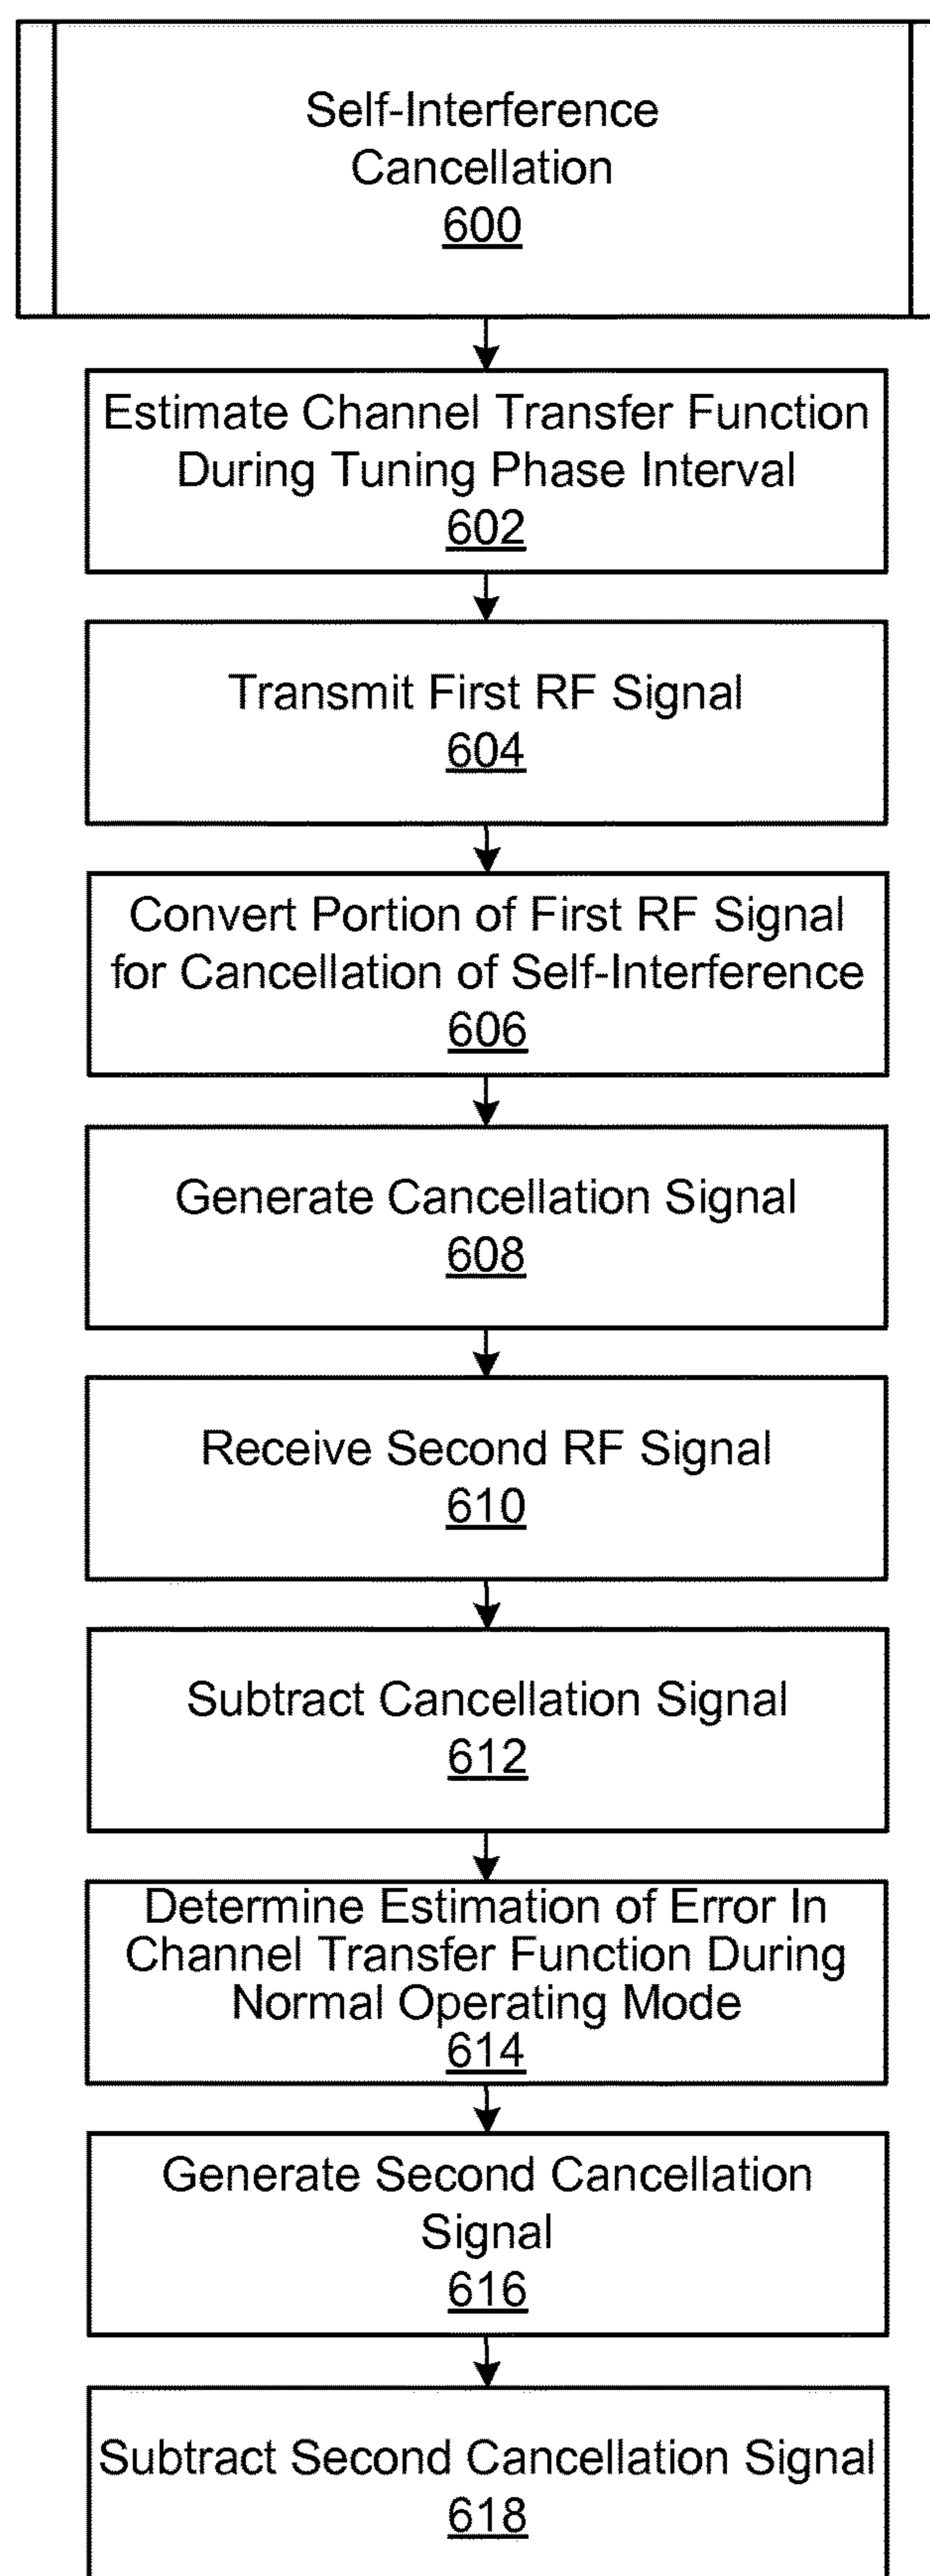 Self-Interference
Cancellation
600
Estimate Channel Transfer Function
During Tuning Phase Interval
602
Transmit First RF Signal
604
Convert Portion of First RF Signal
for Cancellation of Self-Interference
606
Generate Cancellation Signal
608
Receive Second RF Signal
610
Subtract Cancellation Signal
612
Determine Estimation of Error In
Channel Transfer Function During
Normal Operating Mode
614
Generate Second Cancellation
Signal
616
Subtract Second Cancellation Signal
618